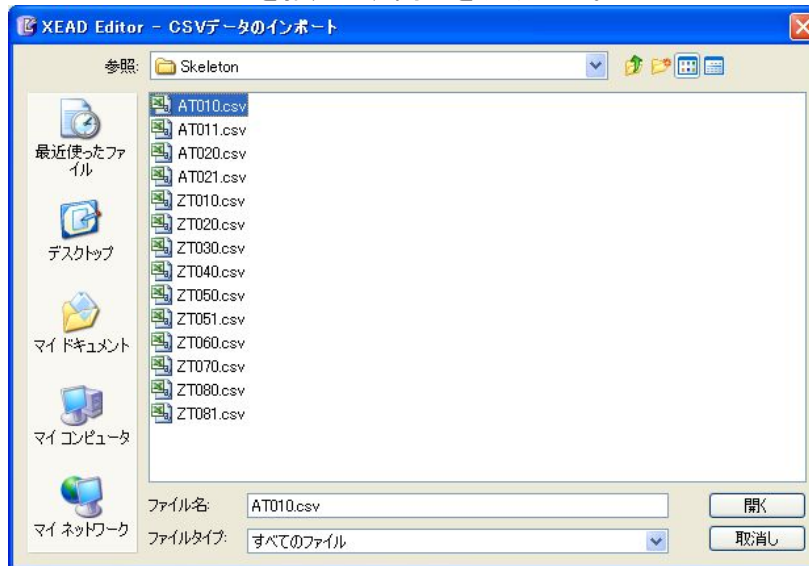 XEAD Editor - CSVデータのインポート
参照:
Skeleton
最近使ったファ
イル
デスクトップ
マイ ドキュメント
マイ コンピュータ
マイ ネットワーク
AT010.csv
AT011.csv
AT020.csv
AT021.csv
ZT010.csv
ZT020.csv
ZT030.csv
ZT040.csv
ZT050.csv
ZT051.csv
ZT060.csv
ZT070.csv
ZT080.csv
ZT081.csv
ファイル名: AT010.csv 開く
ファイルタイプ: すべてのファイル 取消し